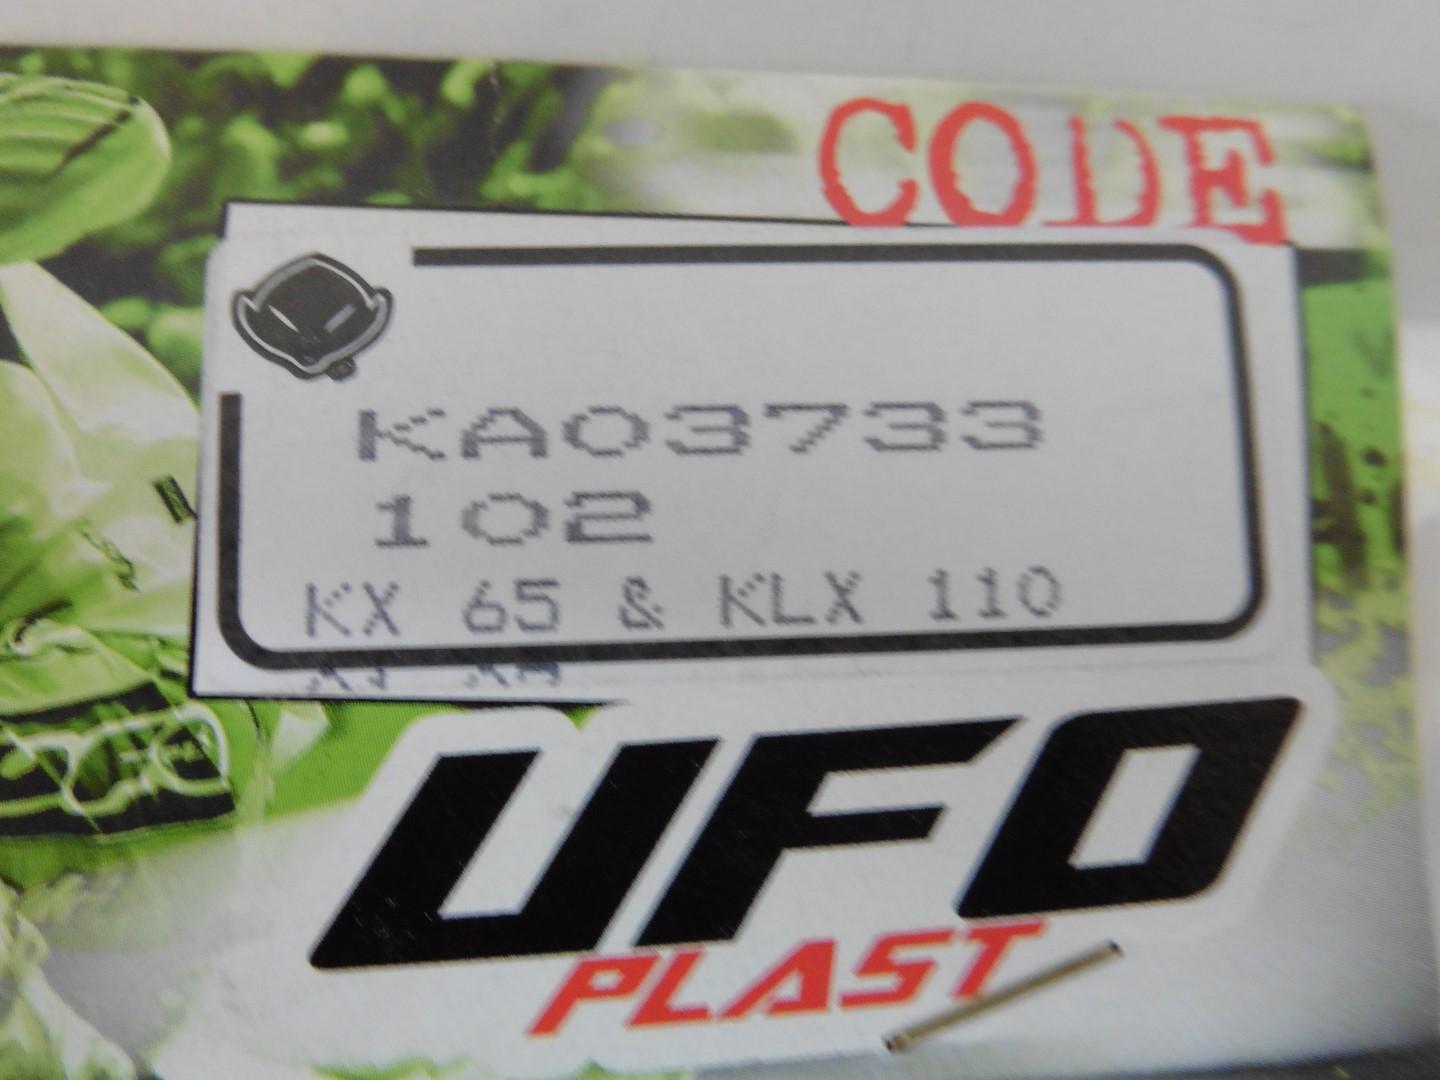 CODE
KA03733
102
KX 65 & KLX 110
UFO
PLAST